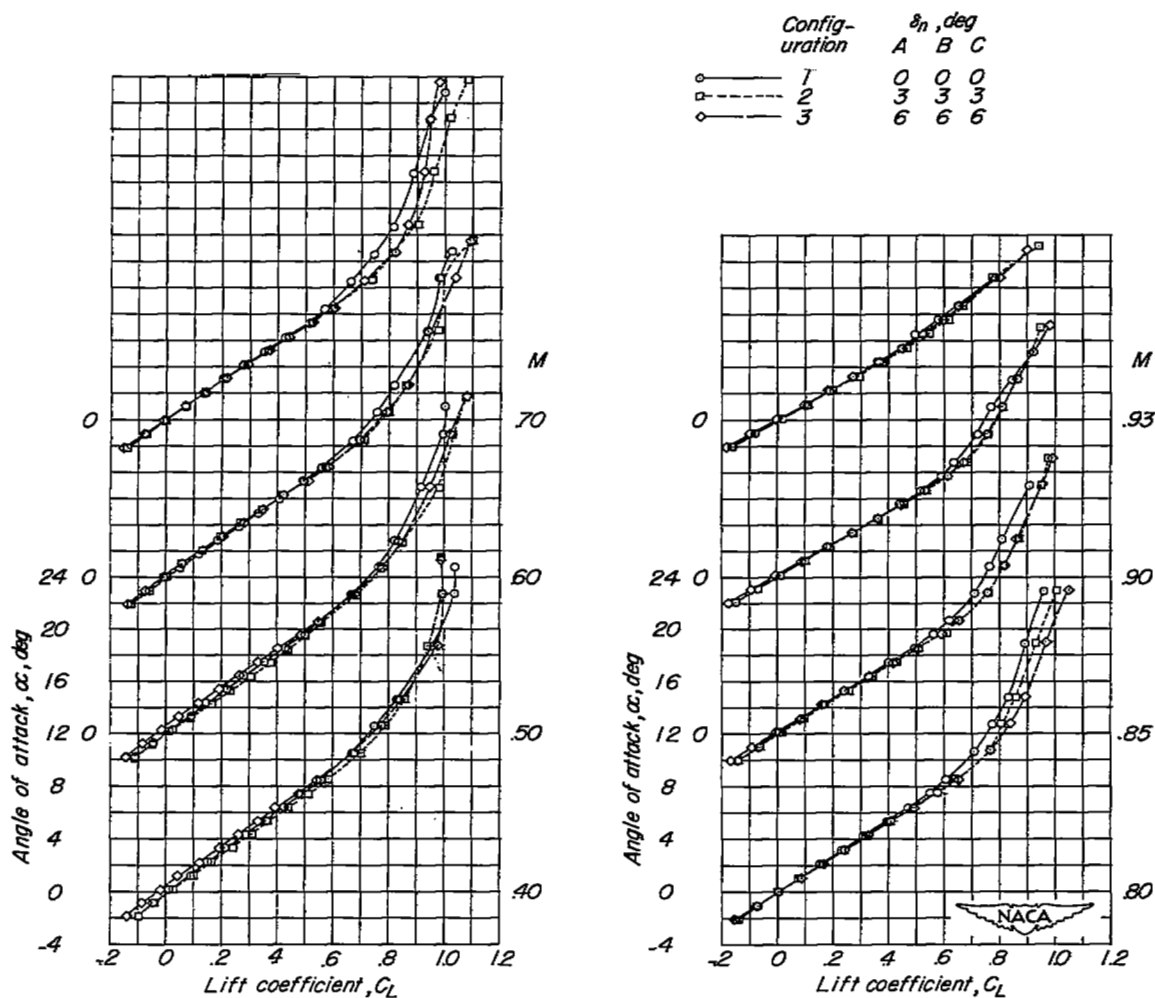 Config- δn, deg
uration A B C
1 0 0 0
2 3 3 3
3 6 6 6
M
0 .70
24 0 .60
20
16
12 0 .50
8
4
0 .40
-4
-.2 0 .2 .4 .6 .8 1.0 1.2
Angle of attack, α, deg
Lift coefficient, CL
M
0 .93
24 0 .90
20
16
12 0 .85
8
4
0 .80
-4
-.2 0 .2 .4 .6 .8 1.0 1.2
Angle of attack, α, deg
Lift coefficient, CL
NACA